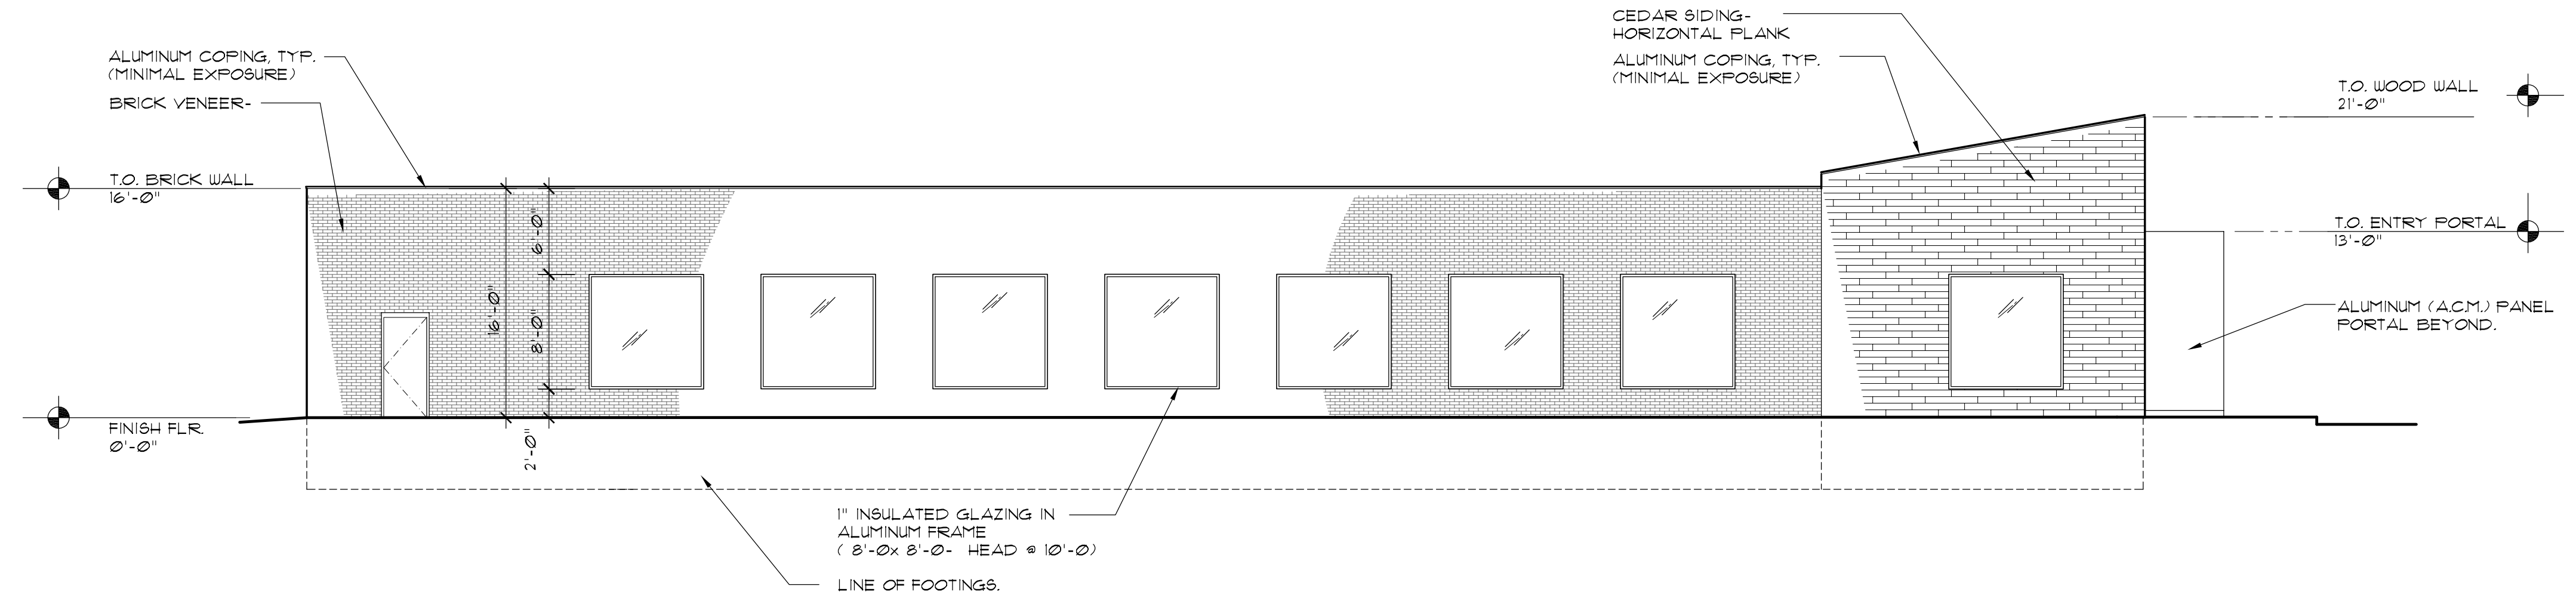 CEDAR SIDING-
HORIZONTAL PLANK
ALUMINUM COPING, TYP.
(MINIMAL EXPOSURE)
ALUMINUM COPING, TYP.
(MINIMAL EXPOSURE)
BRICK VENEER-
T.O. WOOD WALL
21'-0"
T.O. BRICK WALL
16'-0"
T.O. ENTRY PORTAL
13'-0"
6'-0"
16'-0"
8'-0"
2'-0"
ALUMINUM (A.C.M.) PANEL
PORTAL BEYOND.
FINISH FLR.
0'-0"
1" INSULATED GLAZING IN
ALUMINUM FRAME
( 8'-0x 8'-0- HEAD @ 10'-0)
LINE OF FOOTINGS.